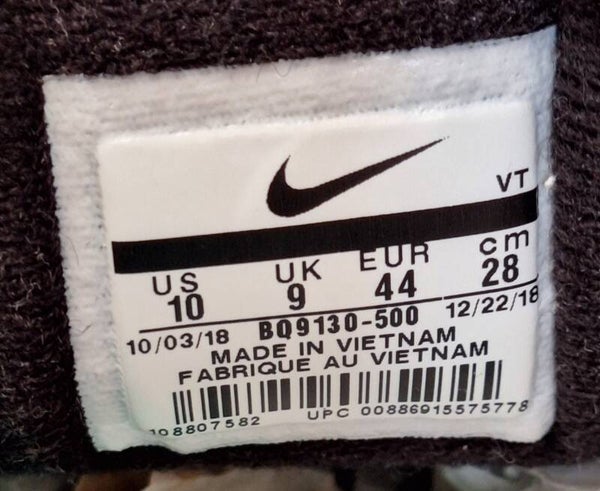 VT
US UK EUR cm
10 9 44 28
10/03/18 BQ9130-500 12/22/18
MADE IN VIETNAM
FABRIQUE AU VIETNAM
108807582 UPC 00886915575778